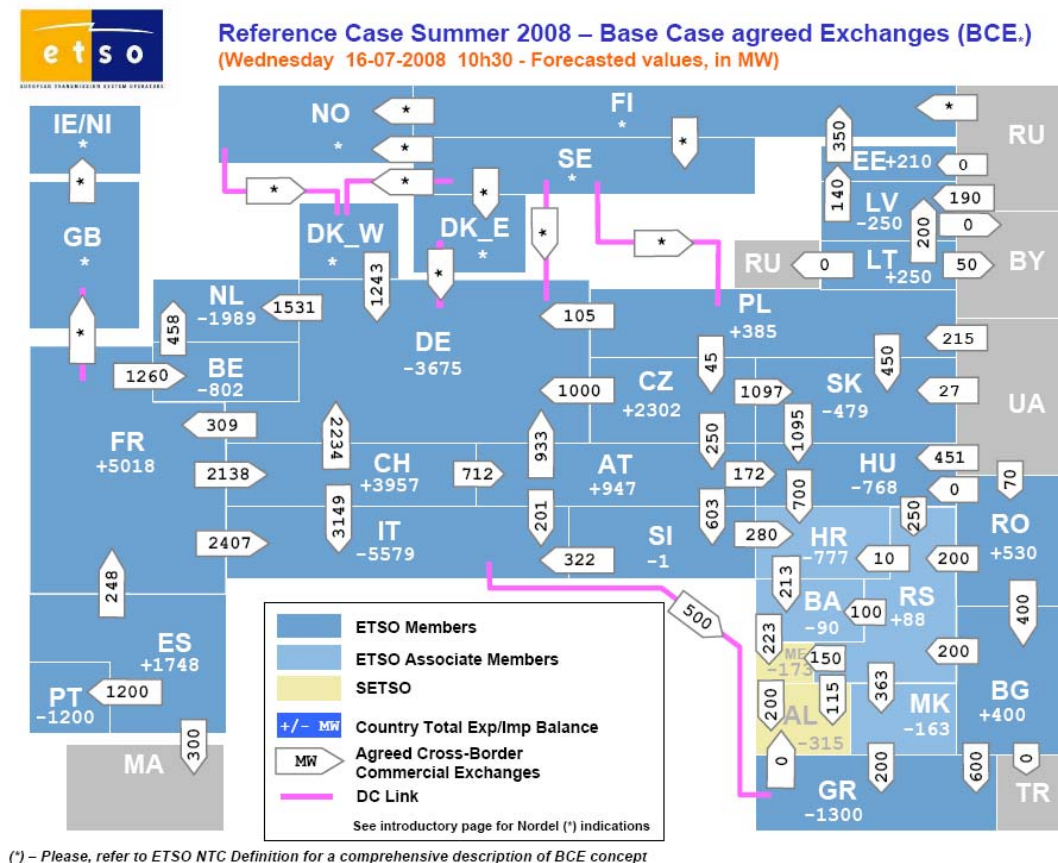 etso
EUROPEAN TRANSMISSION SYSTEM OPERATORS
Reference Case Summer 2008 – Base Case agreed Exchanges (BCE*)
(Wednesday 16-07-2008 10h30 - Forecasted values, in MW)
IE/NI
*
*
GB
*
*
NO
*
*
*
FI
*
*
*
SE
*
*
*
*
*
*
DK_W
*
DK_E
*
*
RU
EE+210
0
350
140
LV
-250
190
0
200
LT
+250
RU
0
50
BY
NL
-1989
1531
1243
458
BE
-802
1260
DE
-3675
105
1000
PL
+385
45
450
215
CZ
+2302
1097
SK
-479
27
UA
FR
+5018
309
2234
933
250
1095
2138
CH
+3957
712
AT
+947
172
HU
-768
451
0
70
2407
IT
-5579
3149
201
322
SI
-1
603
280
700
HR
-777
250
10
200
RO
+530
248
500
213
BA
-90
100
RS
+88
400
ES
+1748
223
ME
-173
150
200
363
PT
-1200
1200
200
AL
-315
115
MK
-163
BG
+400
MA
300
0
200
600
0
GR
-1300
TR
ETSO Members
ETSO Associate Members
SETSO
+/- MW Country Total Exp/Imp Balance
MW Agreed Cross-Border
Commercial Exchanges
DC Link
See introductory page for Nordel (*) indications
(*) – Please, refer to ETSO NTC Definition for a comprehensive description of BCE concept